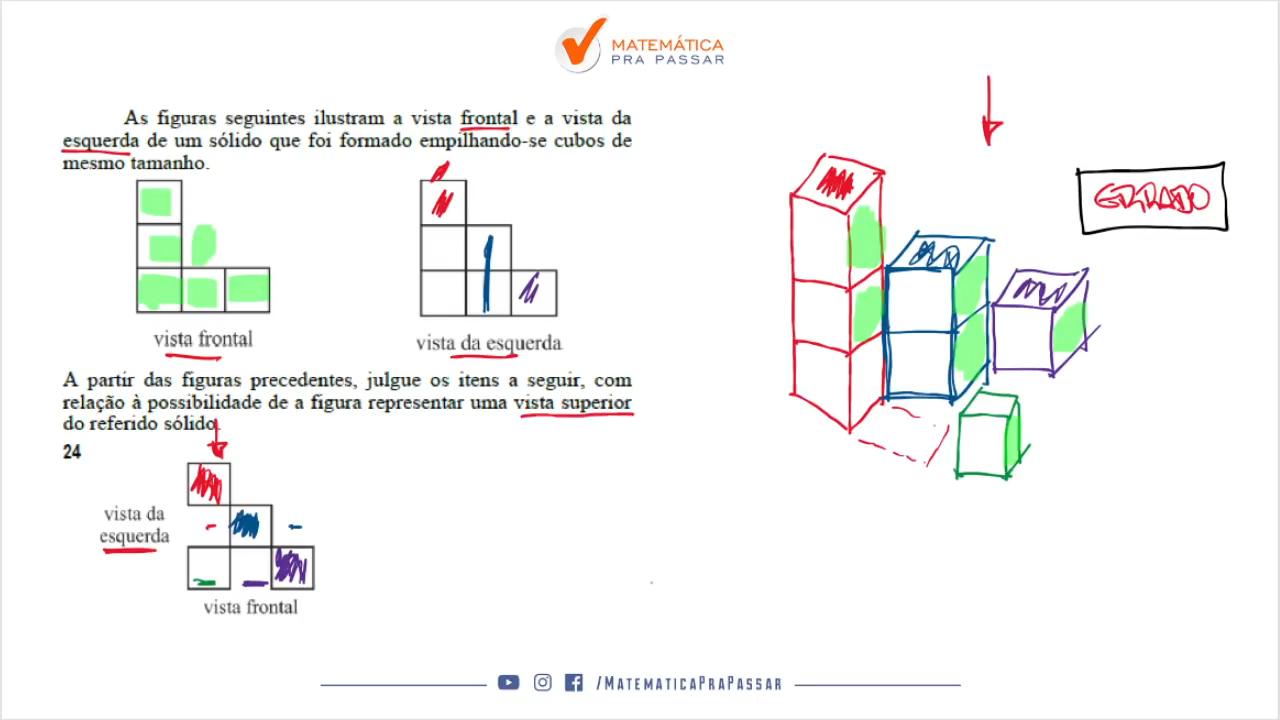 MATEMÁTICA
PRA PASSAR
As figuras seguintes ilustram a vista frontal e a vista da
esquerda de um sólido que foi formado empilhando-se cubos de
mesmo tamanho.
vista frontal
vista da esquerda
A partir das figuras precedentes, julgue os itens a seguir, com
relação à possibilidade de a figura representar uma vista superior
do referido sólido.
24
vista da
esquerda
vista frontal
ERRADO
/MATEMATICAPRAPASSAR